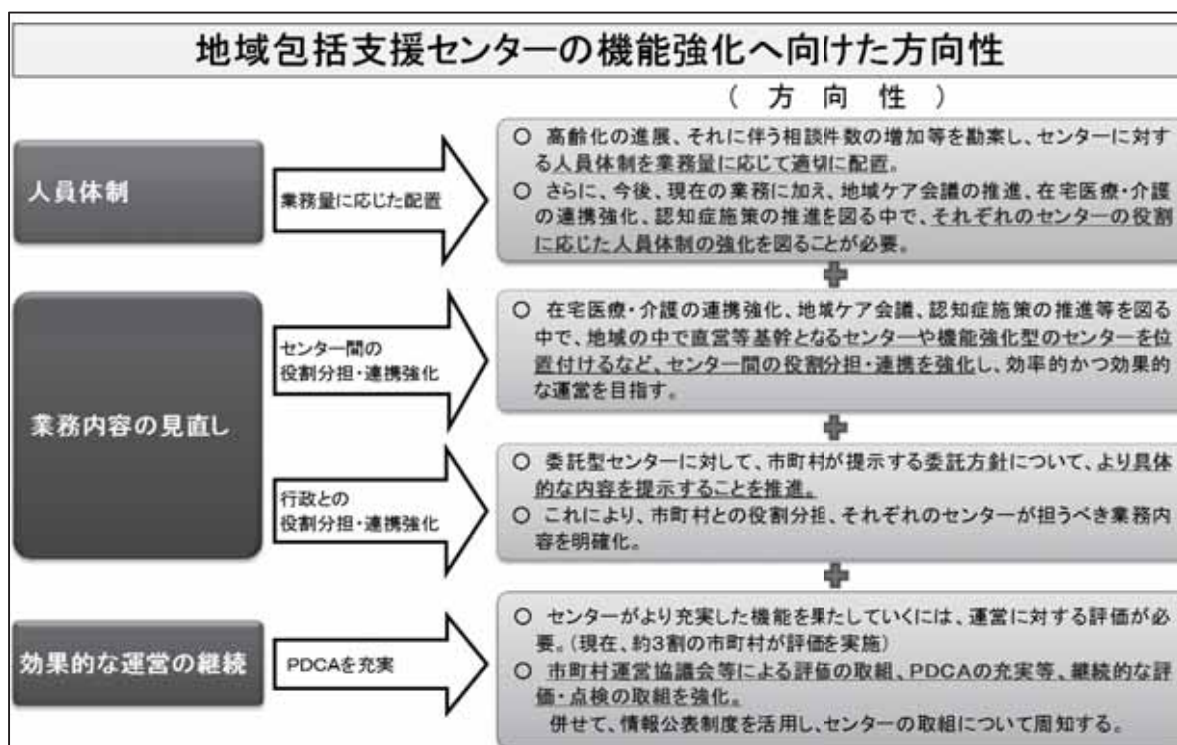 地域包括支援センターの機能強化へ向けた方向性
( 方 向 性 )
人員体制
業務量に応じた配置
○ 高齢化の進展、それに伴う相談件数の増加等を勘案し、センターに対す
る人員体制を業務量に応じて適切に配置。
○ さらに、今後、現在の業務に加え、地域ケア会議の推進、在宅医療・介護
の連携強化、認知症施策の推進を図る中で、それぞれのセンターの役割
に応じた人員体制の強化を図ることが必要。
業務内容の見直し
センター間の
役割分担・連携強化
○ 在宅医療・介護の連携強化、地域ケア会議、認知症施策の推進等を図る
中で、地域の中で直営等基幹となるセンターや機能強化型のセンターを位
置付けるなど、センター間の役割分担・連携を強化し、効率的かつ効果的
な運営を目指す。
行政との
役割分担・連携強化
○ 委託型センターに対して、市町村が提示する委託方針について、より具体
的な内容を提示することを推進。
○ これにより、市町村との役割分担、それぞれのセンターが担うべき業務内
容を明確化。
効果的な運営の継続
PDCAを充実
○ センターがより充実した機能を果たしていくには、運営に対する評価が必
要。(現在、約3割の市町村が評価を実施)
○ 市町村運営協議会等による評価の取組、PDCAの充実等、継続的な評
価・点検の取組を強化。
併せて、情報公表制度を活用し、センターの取組について周知する。